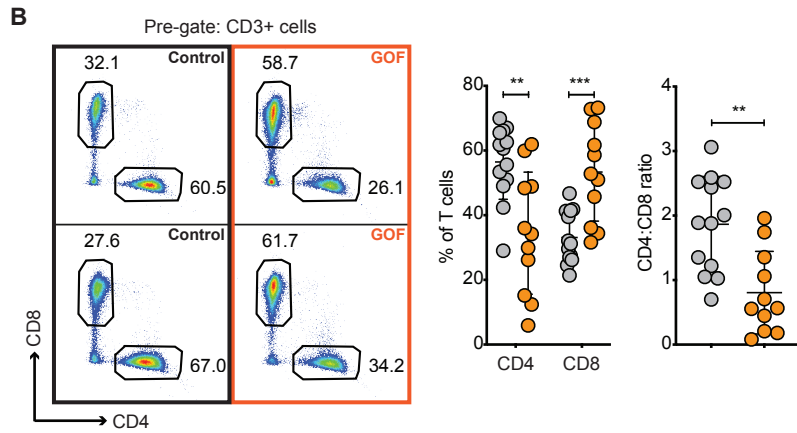 B
Pre-gate: CD3+ cells
32.1
Control
58.7
GOF
60.5
26.1
27.6
Control
61.7
GOF
67.0
34.2
CD8
CD4
% of T cells
80
60
40
20
0
** ***
CD4 CD8
CD4:CD8 ratio
4
3
2
1
0
**